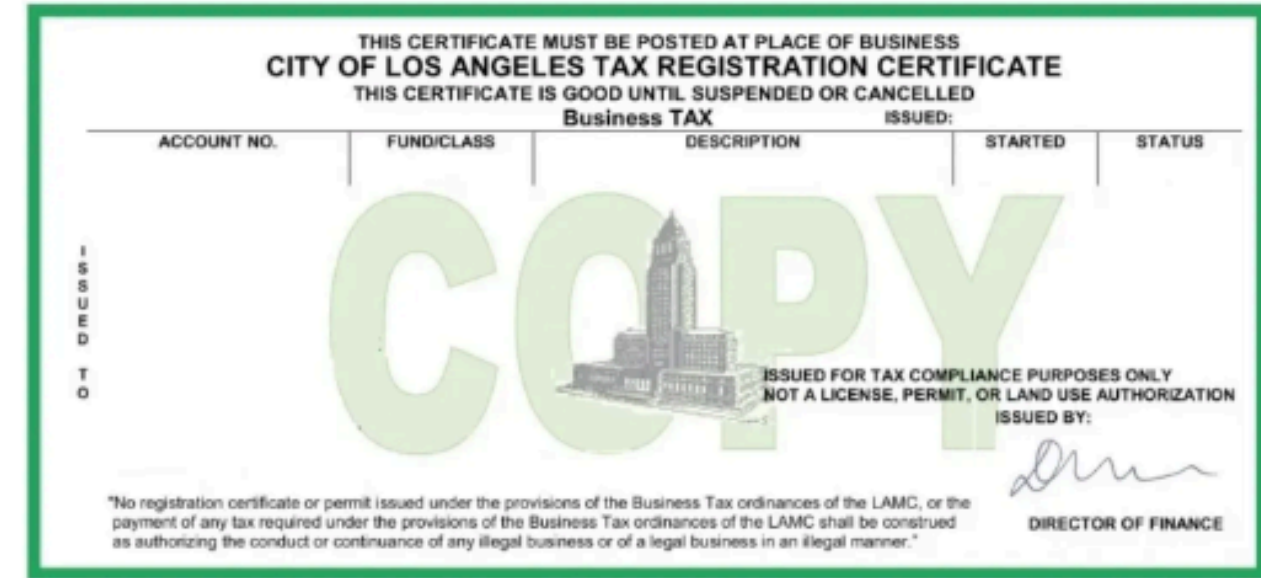 THIS CERTIFICATE MUST BE POSTED AT PLACE OF BUSINESS
CITY OF LOS ANGELES TAX REGISTRATION CERTIFICATE
THIS CERTIFICATE IS GOOD UNTIL SUSPENDED OR CANCELLED
Business TAX ISSUED:
ACCOUNT NO. FUND/CLASS DESCRIPTION STARTED STATUS
COPY
ISSUED TO
ISSUED FOR TAX COMPLIANCE PURPOSES ONLY
NOT A LICENSE, PERMIT, OR LAND USE AUTHORIZATION
ISSUED BY:
"No registration certificate or permit issued under the provisions of the Business Tax ordinances of the LAMC, or the
payment of any tax required under the provisions of the Business Tax ordinances of the LAMC shall be construed
as authorizing the conduct or continuance of any illegal business or of a legal business in an illegal manner."
DIRECTOR OF FINANCE